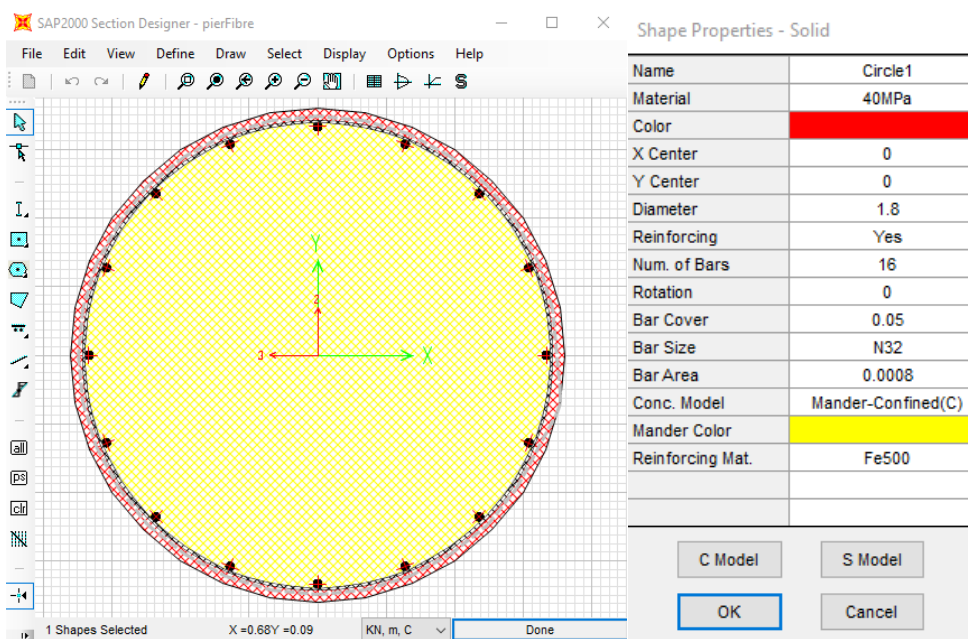 SAP2000 Section Designer - pierFibre
File Edit View Define Draw Select Display Options Help
S
I
all
ps
clr
Y
2
3
X
1 Shapes Selected X =0.68Y =0.09 KN, m, C Done
Shape Properties - Solid
Name Circle1
Material 40MPa
Color
X Center 0
Y Center 0
Diameter 1.8
Reinforcing Yes
Num. of Bars 16
Rotation 0
Bar Cover 0.05
Bar Size N32
Bar Area 0.0008
Conc. Model Mander-Confined(C)
Mander Color
Reinforcing Mat. Fe500
C Model S Model
OK Cancel